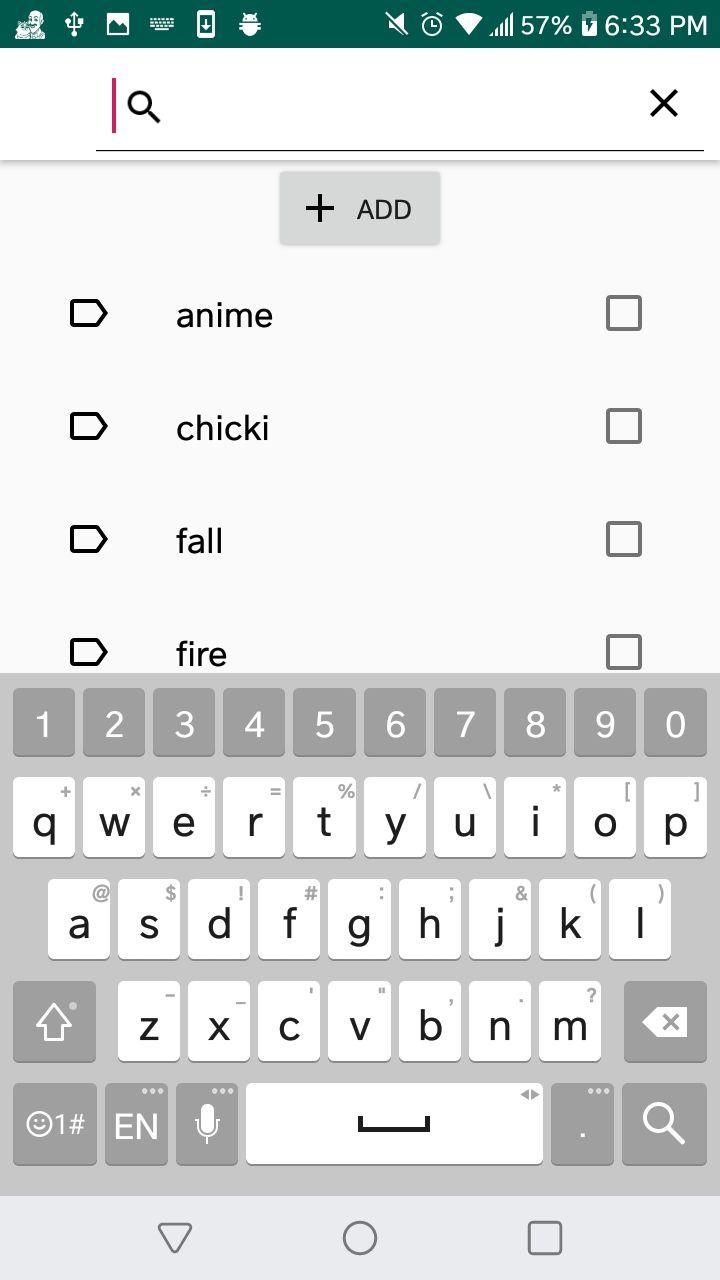 57% 6:33 PM
ADD
anime
chicki
fall
fire
1 2 3 4 5 6 7 8 9 0
+ × ÷ = % / \ * [ ]
q w e r t y u i o p
@ $ ! # : ; & ( )
a s d f g h j k l
- _ ' " , . ?
z x c v b n m
1# EN .